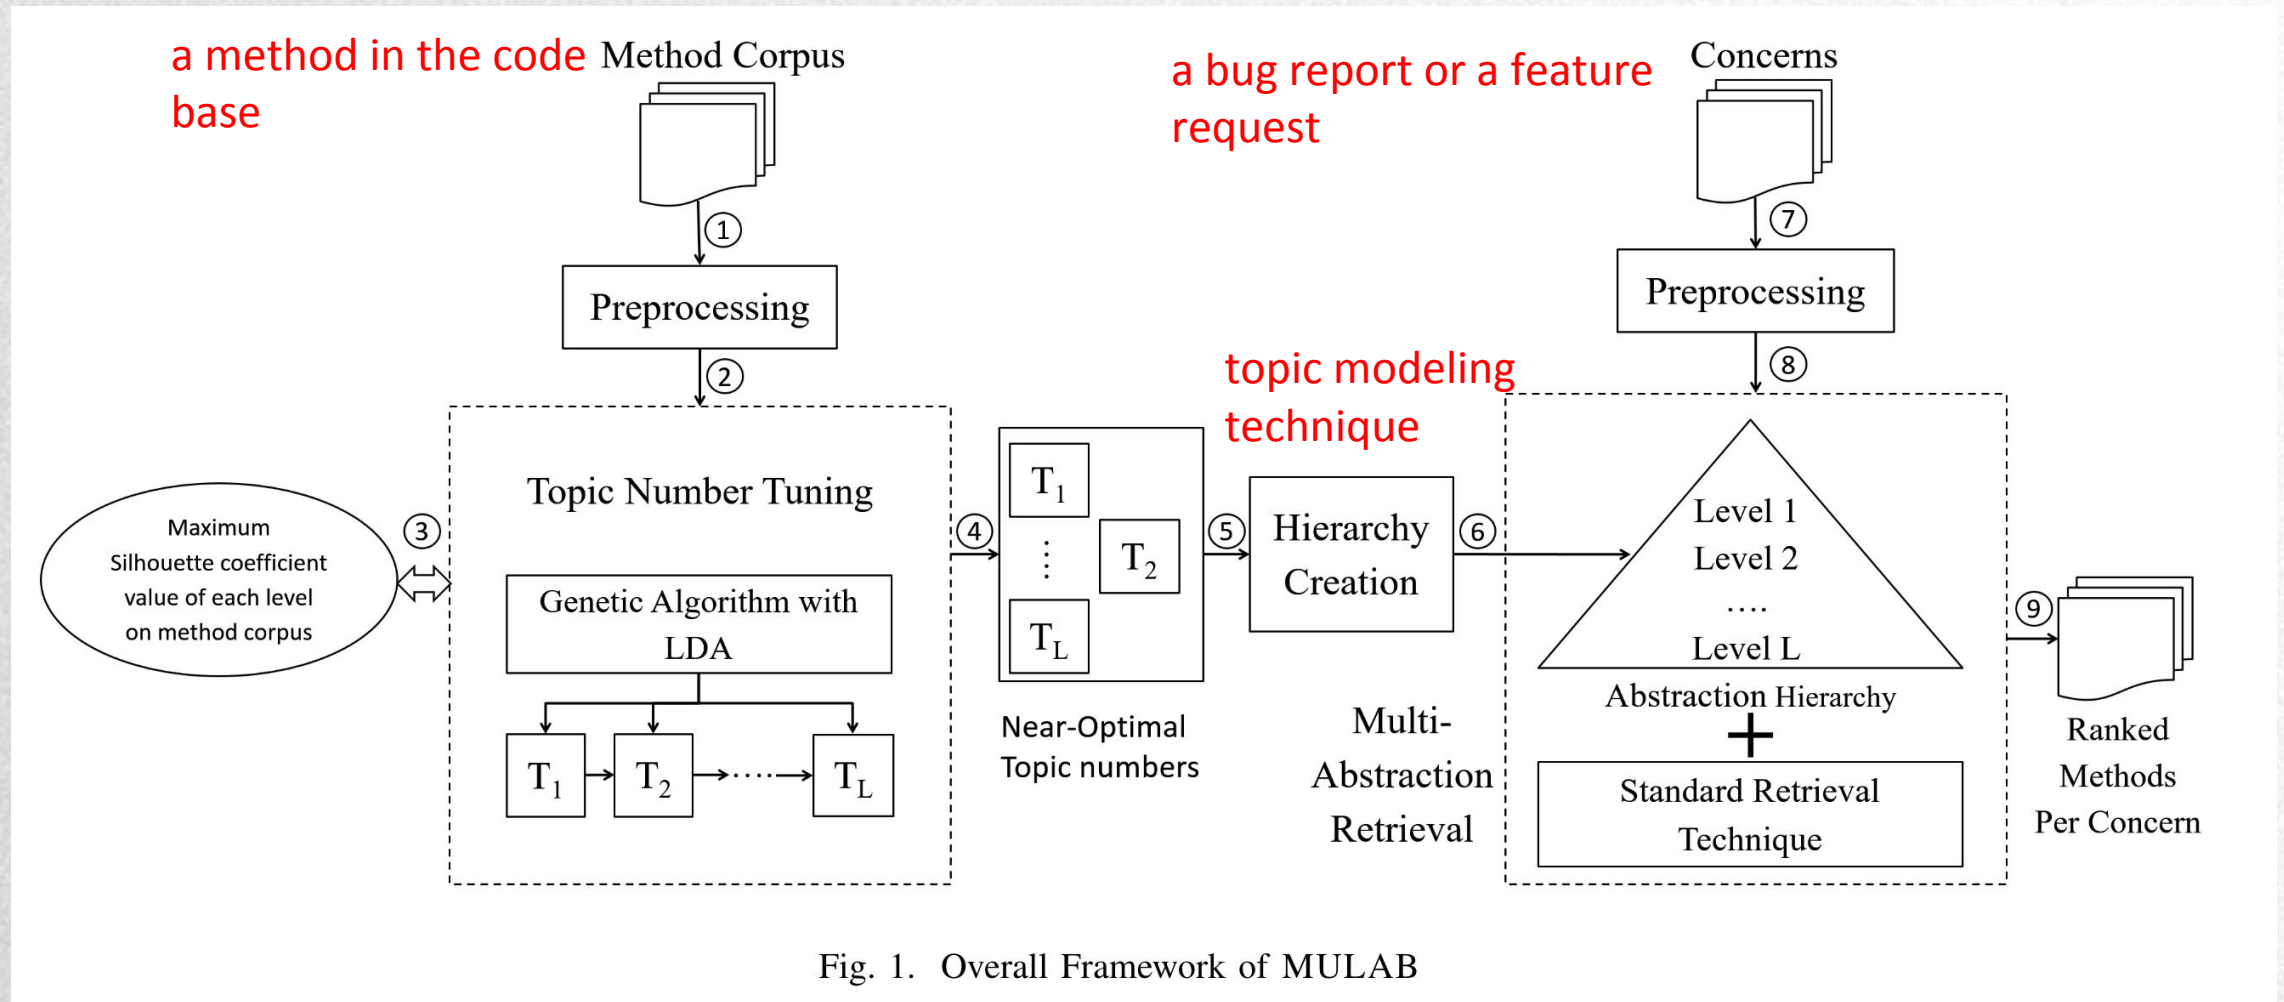 a method in the code
base
Method Corpus
a bug report or a feature
request
Concerns
1
7
Preprocessing
Preprocessing
2
8
topic modeling
technique
Maximum
Silhouette coefficient
value of each level
on method corpus
3
Topic Number Tuning
Genetic Algorithm with
LDA
T₁
T₂
.....
T_L
4
T₁
T₂
⋮
T_L
Near-Optimal
Topic numbers
5
Hierarchy
Creation
6
Multi-
Abstraction
Retrieval
Level 1
Level 2
....
Level L
Abstraction Hierarchy
+
Standard Retrieval
Technique
9
Ranked
Methods
Per Concern
Fig. 1. Overall Framework of MULAB